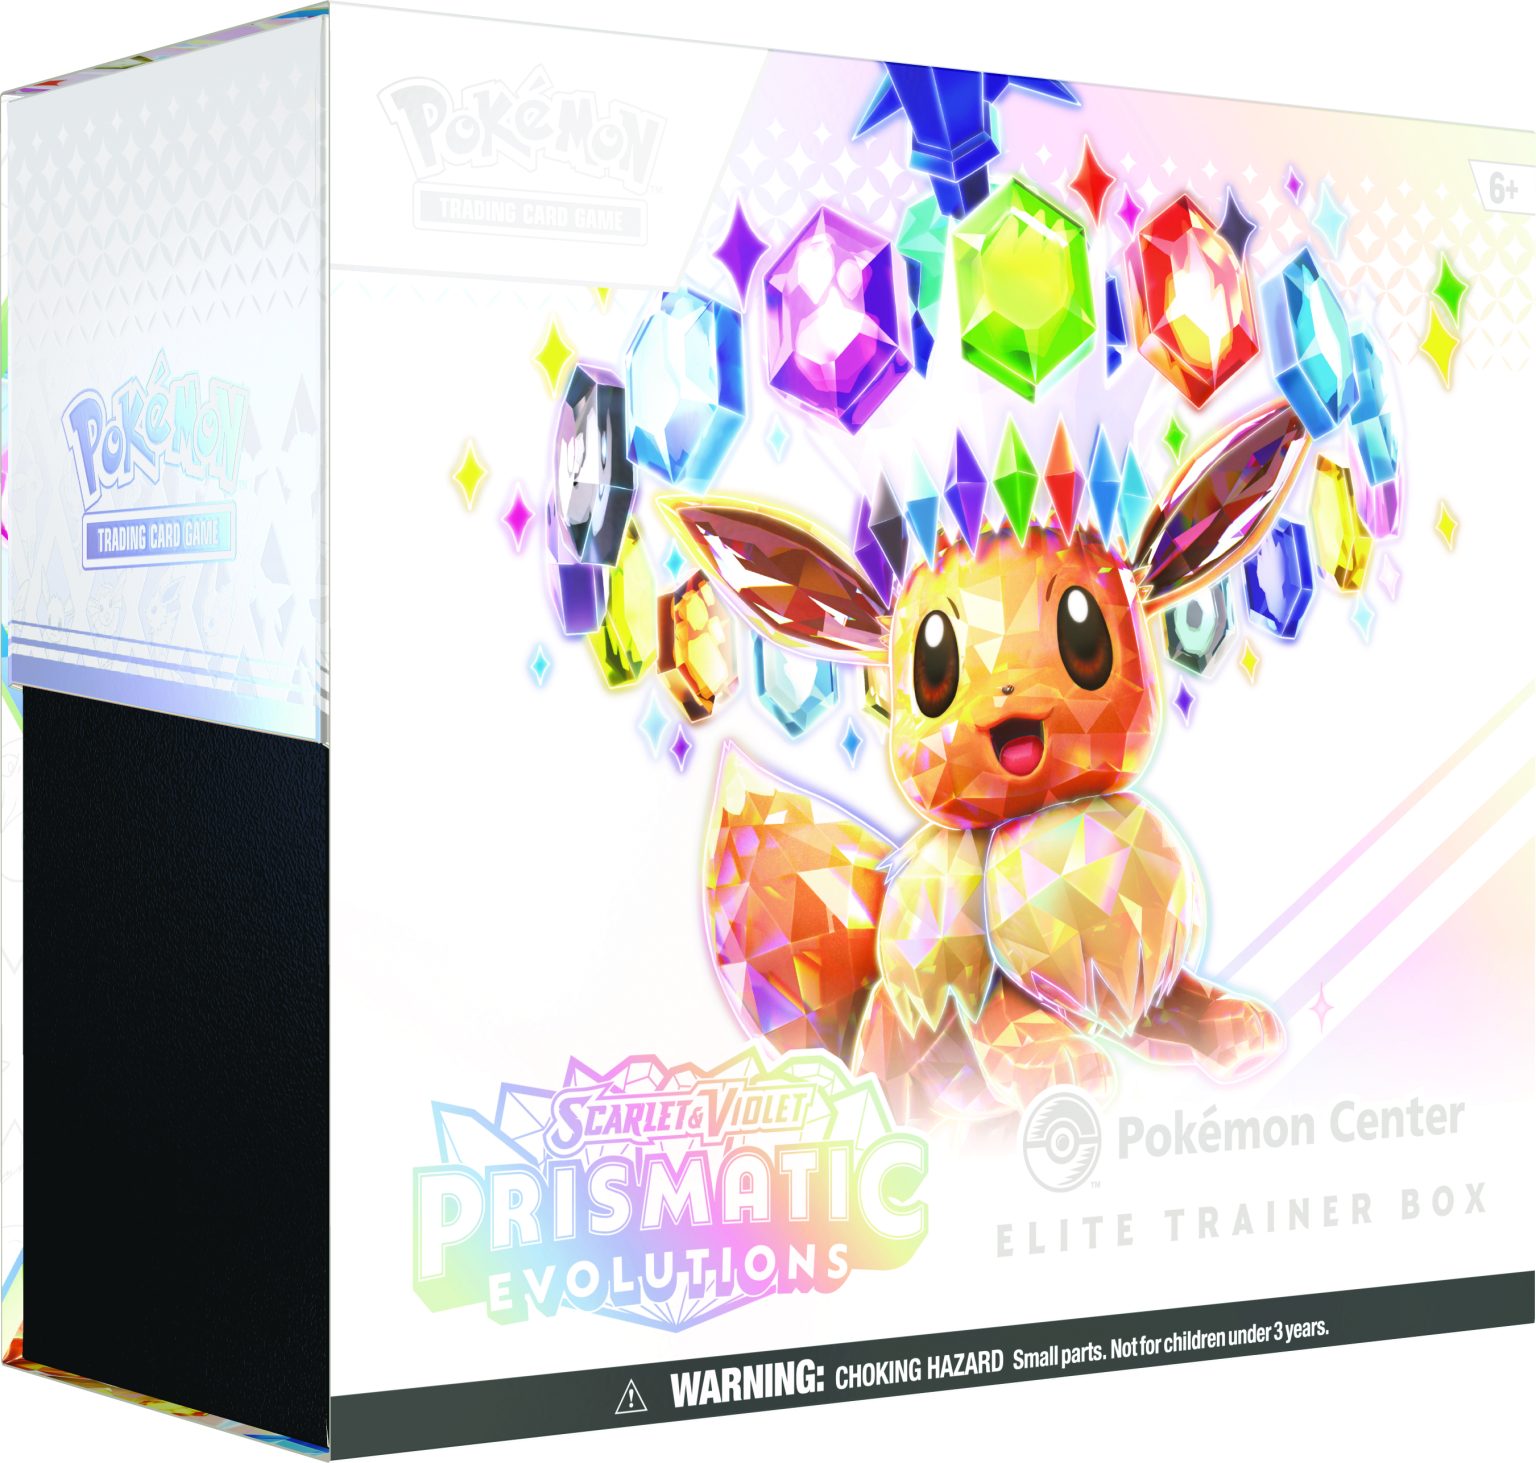 POKéMON
TRADING CARD GAME
6+
POKéMON
TRADING CARD GAME
SCARLET & VIOLET
PRISMATIC
EVOLUTIONS
Pokémon Center
ELITE TRAINER BOX
WARNING: CHOKING HAZARD Small parts. Not for children under 3 years.